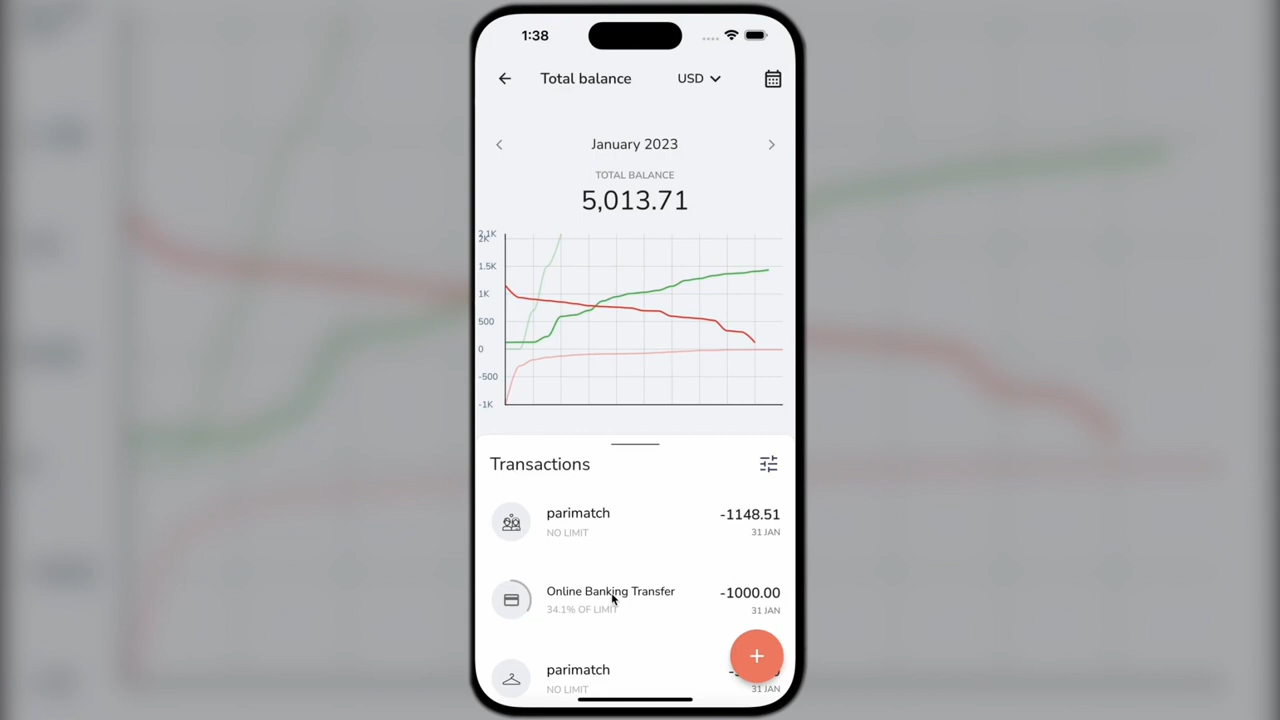 1:38
Total balance USD
January 2023
TOTAL BALANCE
5,013.71
2.1K
2K
1.5K
1K
500
0
-500
-1K
Transactions
parimatch -1148.51
NO LIMIT 31 JAN
Online Banking Transfer -1000.00
34.1% OF LIMIT 31 JAN
parimatch
NO LIMIT 31 JAN